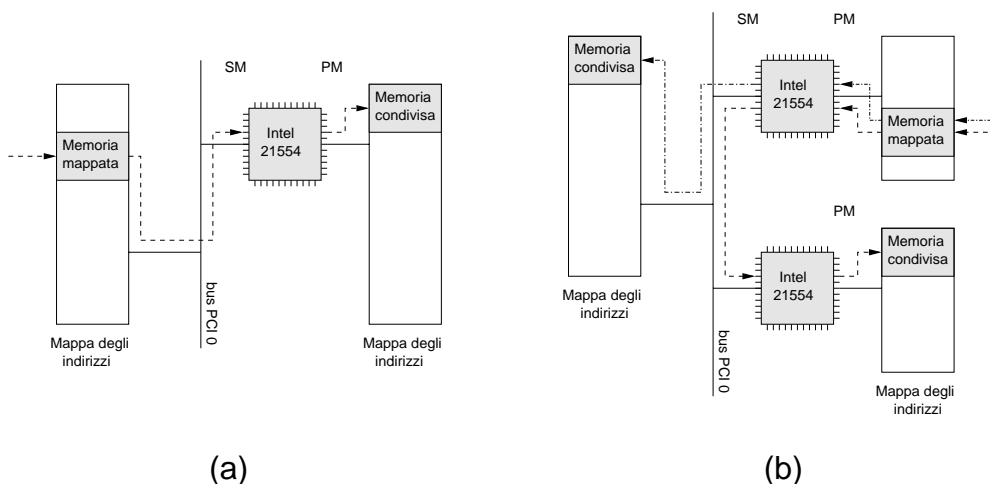 SM
PM
Memoria
mappata
Intel
21554
Memoria
condivisa
bus PCI 0
Mappa degli
indirizzi
Mappa degli
indirizzi
(a)
SM
PM
Memoria
condivisa
Intel
21554
Memoria
mappata
PM
Mappa degli
indirizzi
Intel
21554
Memoria
condivisa
bus PCI 0
Mappa degli
indirizzi
(b)